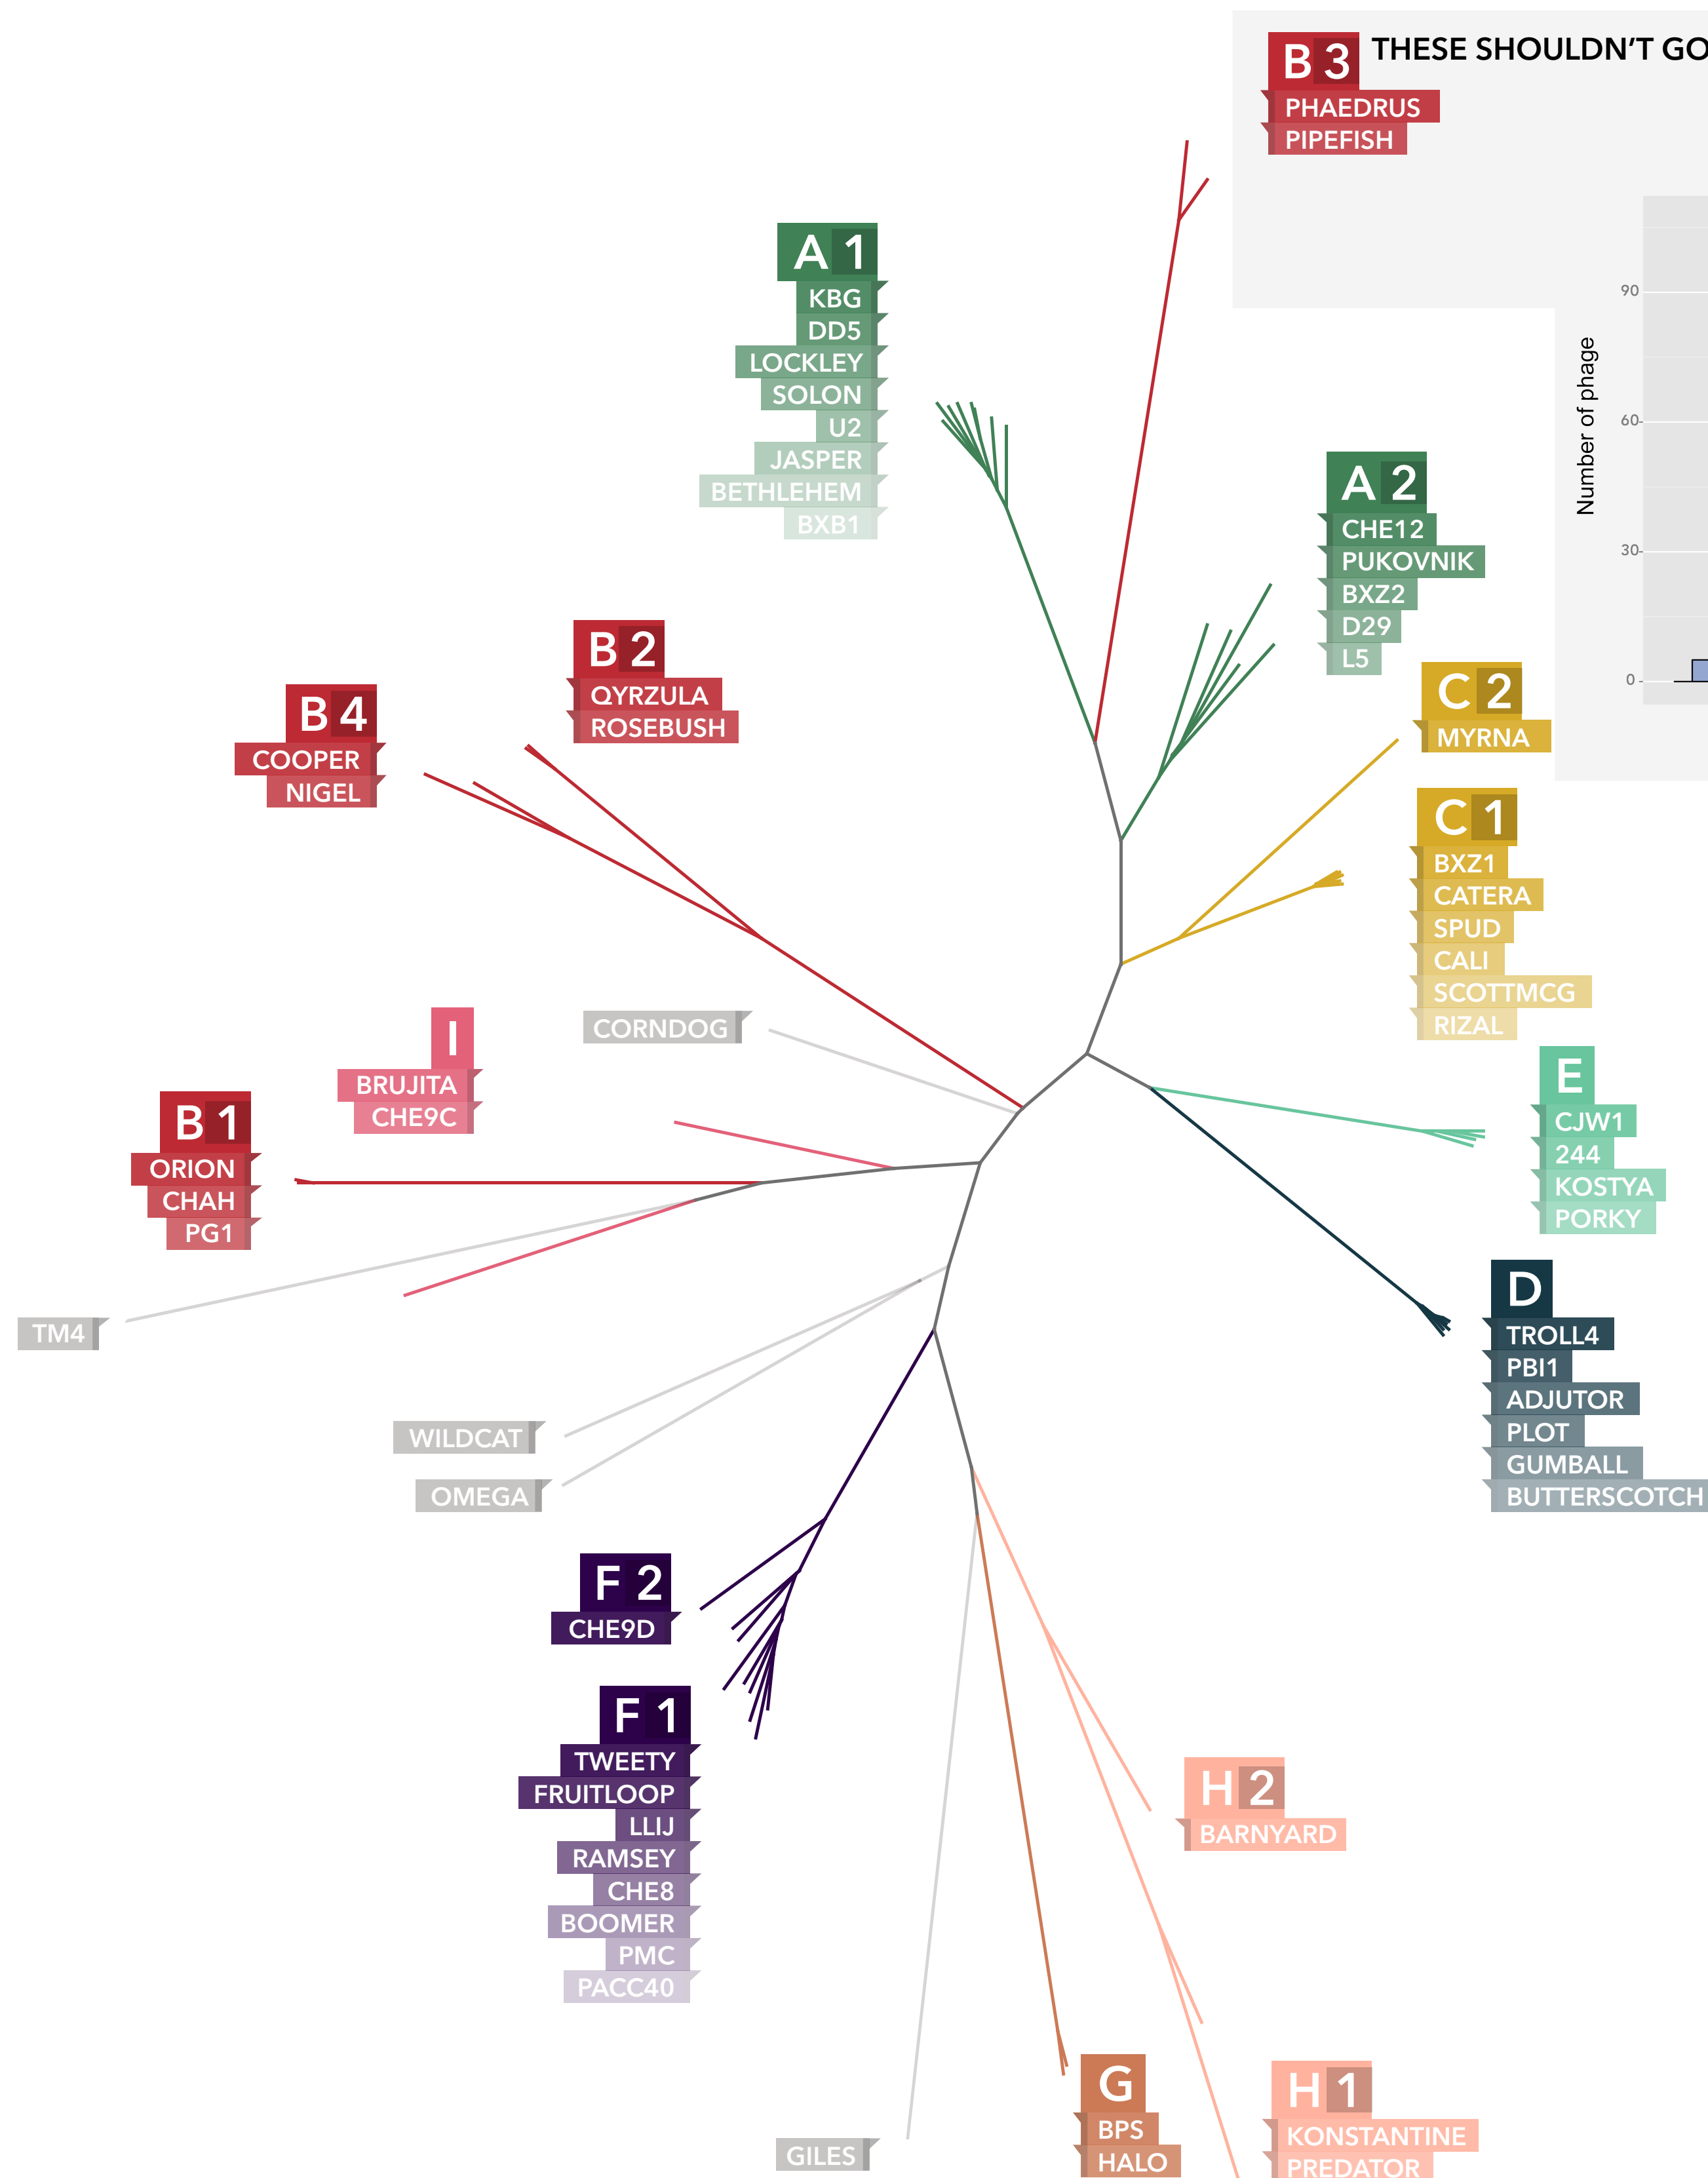 B 3
THESE SHOULDN'T GO
PHAEDRUS
PIPEFISH
A 1
KBG
DD5
LOCKLEY
SOLON
U2
JASPER
BETHLEHEM
BXB1
Number of phage
90
60
30
0
A 2
CHE12
PUKOVNIK
BXZ2
D29
L5
B 2
QYRZULA
ROSEBUSH
B 4
COOPER
NIGEL
C 2
MYRNA
C 1
BXZ1
CATERA
SPUD
CALI
SCOTTMCG
RIZAL
CORNDOG
I
BRUJITA
CHE9C
B 1
ORION
CHAH
PG1
E
CJW1
244
KOSTYA
PORKY
TM4
D
TROLL4
PBI1
ADJUTOR
PLOT
GUMBALL
BUTTERSCOTCH
WILDCAT
OMEGA
F 2
CHE9D
F 1
TWEETY
FRUITLOOP
LLIJ
RAMSEY
CHE8
BOOMER
PMC
PACC40
H 2
BARNYARD
G
BPS
HALO
H 1
KONSTANTINE
PREDATOR
GILES